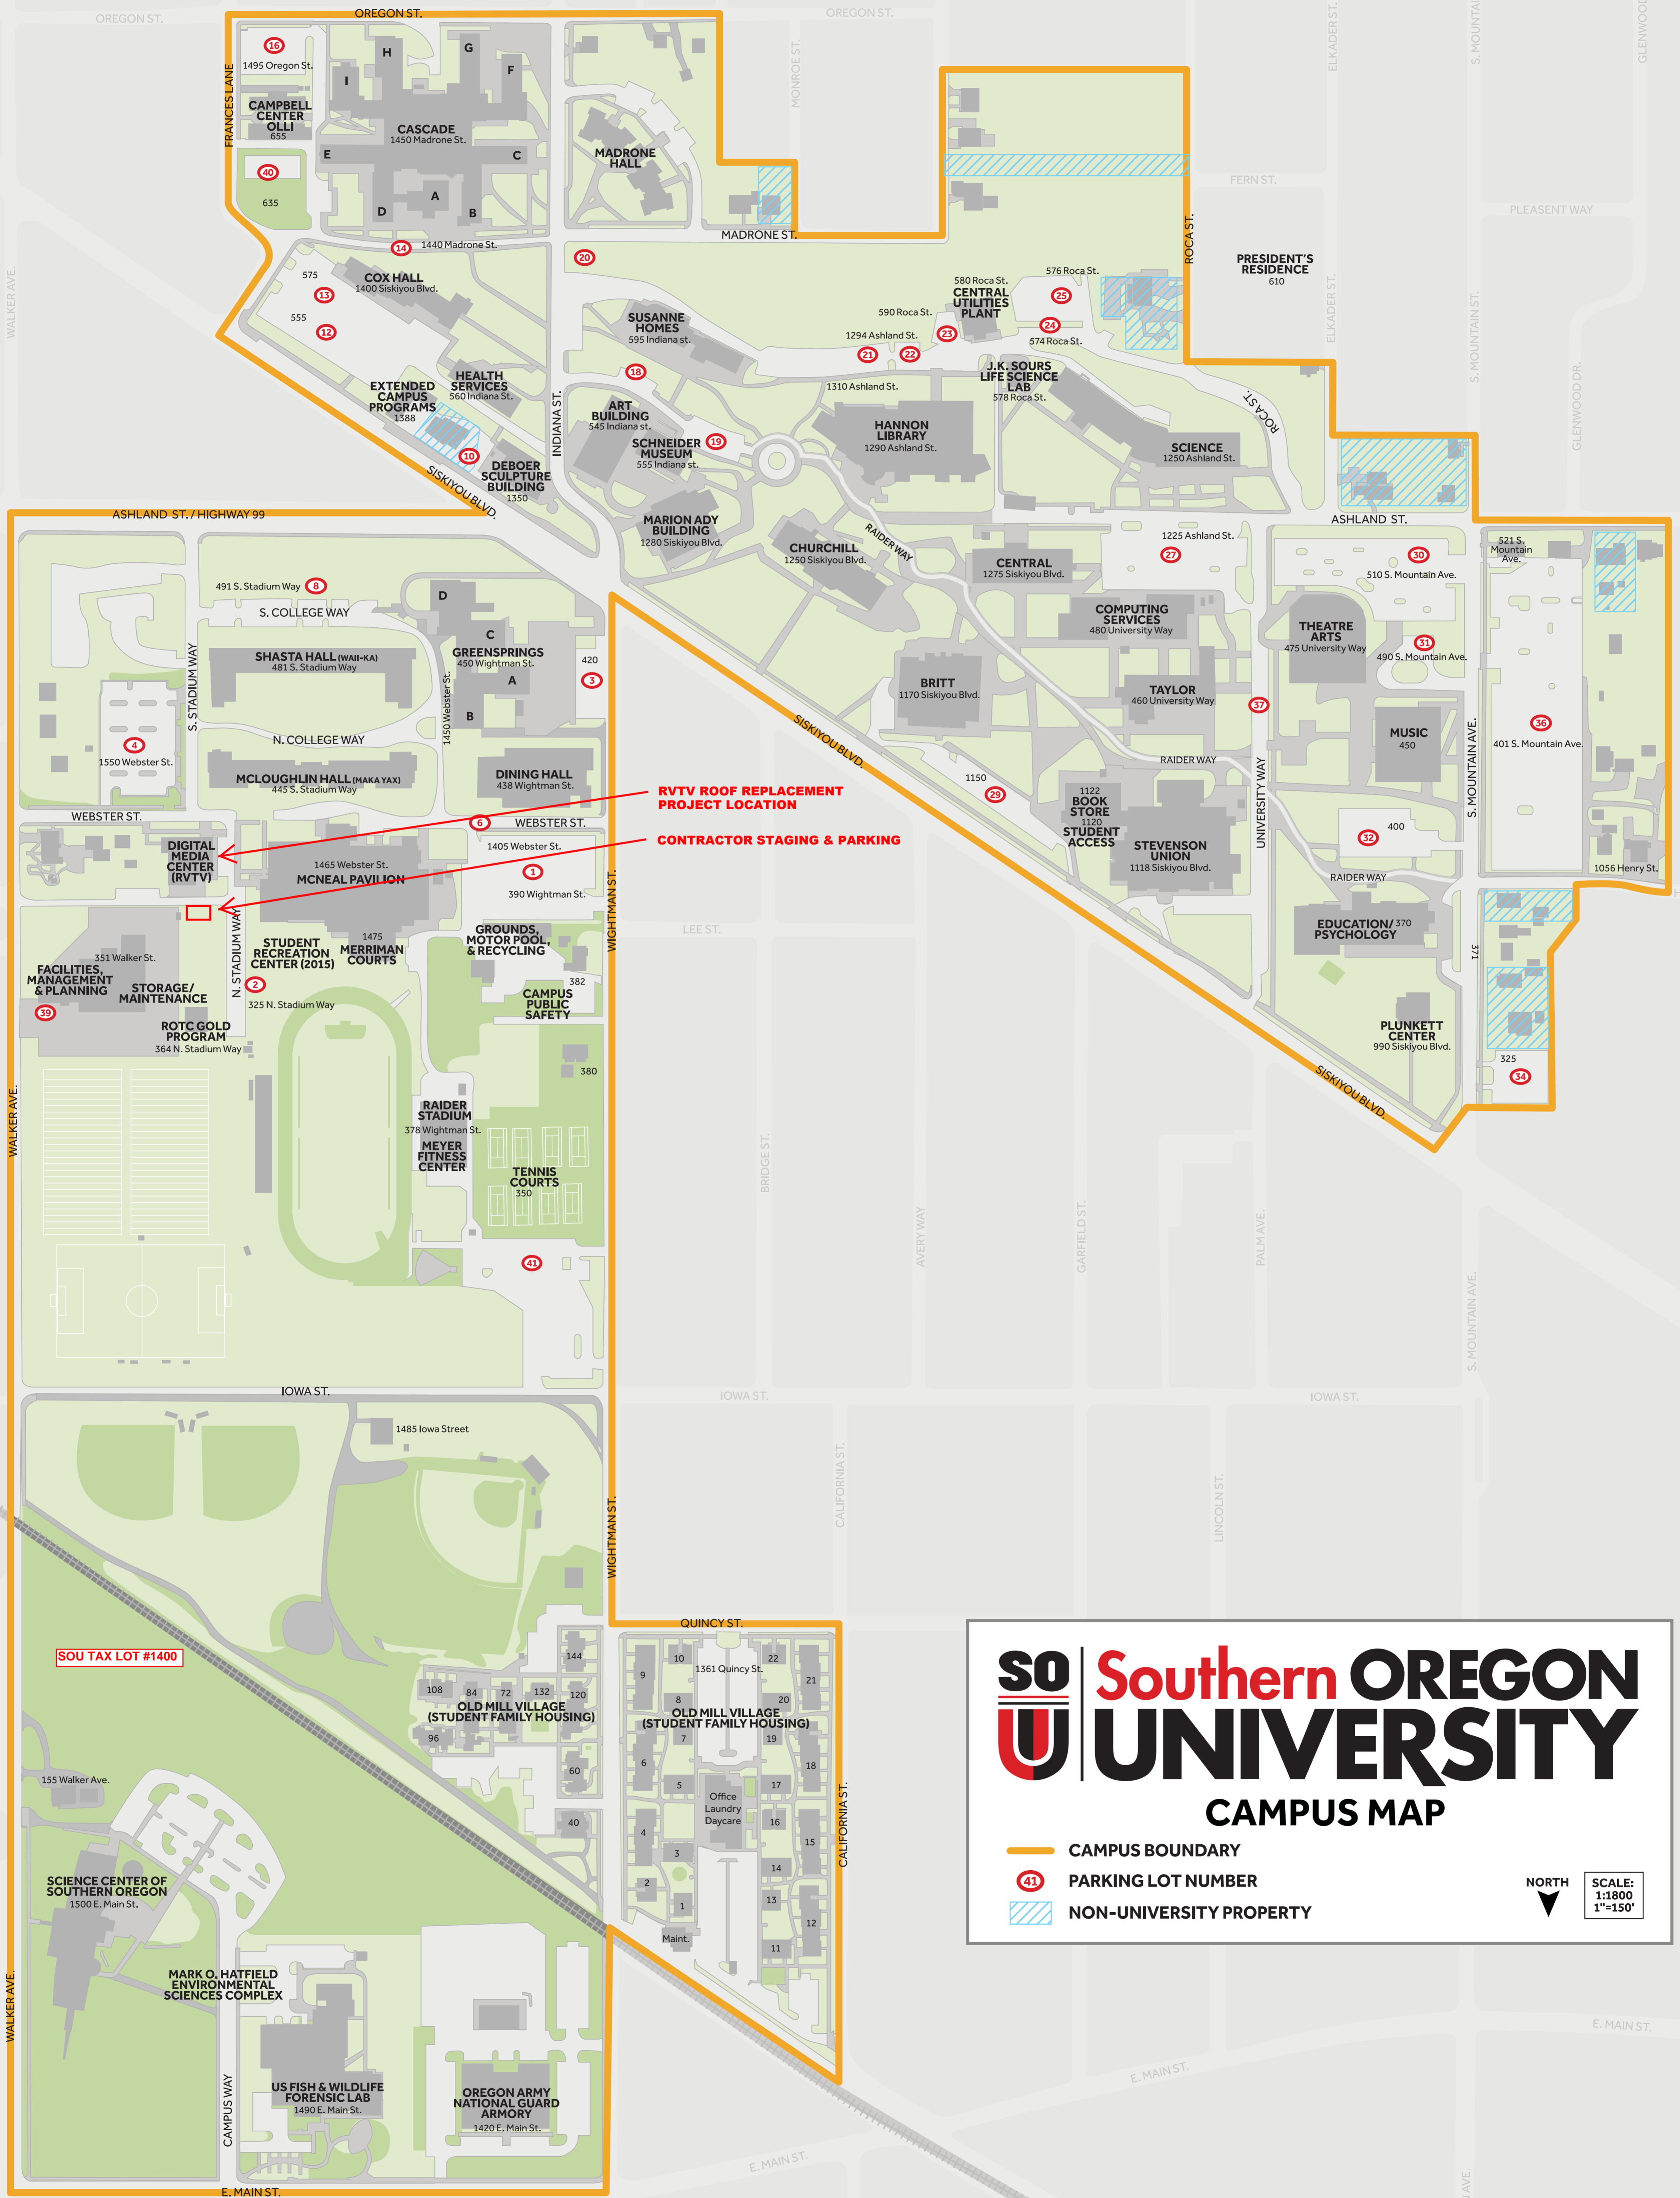 OREGON ST.
OREGON ST.
OREGON ST.
ELKADER ST.
S. MOUNTAI
GLENWOOD
MONROE ST.
FRANCES LANE
16
1495 Oregon St.
CAMPBELL
CENTER
OLLI
655
40
635
H
G
I
F
CASCADE
1450 Madrone St.
E
C
A
D
B
MADRONE
HALL
FERN ST.
PLEASENT WAY
MADRONE ST.
ROCA ST.
14
1440 Madrone St.
20
WALKER AVE.
575
13
555
12
COX HALL
1400 Siskiyou Blvd.
SUSANNE
HOMES
595 Indiana st.
576 Roca St.
580 Roca St.
CENTRAL
UTILITIES
PLANT
25
590 Roca St.
23
24
574 Roca St.
1294 Ashland St.
21
22
PRESIDENT'S
RESIDENCE
610
ELKADER ST.
S. MOUNTAIN ST.
GLENWOOD DR.
18
1310 Ashland St.
J.K. SOURS
LIFE SCIENCE
LAB
578 Roca St.
EXTENDED
CAMPUS
PROGRAMS
1388
HEALTH
SERVICES
560 Indiana St.
INDIANA ST.
ART
BUILDING
545 Indiana st.
SCHNEIDER
MUSEUM
555 Indiana st.
19
HANNON
LIBRARY
1290 Ashland St.
SCIENCE
1250 Ashland St.
ROCA ST.
10
DEBOER
SCULPTURE
BUILDING
1350
SISKIYOU BLVD.
ASHLAND ST. / HIGHWAY 99
MARION ADY
BUILDING
1280 Siskiyou Blvd.
CHURCHILL
1250 Siskiyou Blvd.
RAIDER WAY
CENTRAL
1275 Siskiyou Blvd.
1225 Ashland St.
27
ASHLAND ST.
30
510 S. Mountain Ave.
521 S.
Mountain
Ave.
491 S. Stadium Way
8
S. COLLEGE WAY
D
C
GREENSPRINGS
450 Wightman St.
A
B
420
3
SHASTA HALL (WAII-KA)
481 S. Stadium Way
S. STADIUM WAY
1450 Webster St.
COMPUTING
SERVICES
480 University Way
THEATRE
ARTS
475 University Way
31
490 S. Mountain Ave.
BRITT
1170 Siskiyou Blvd.
TAYLOR
460 University Way
37
MUSIC
450
36
401 S. Mountain Ave.
S. MOUNTAIN AVE.
4
1550 Webster St.
N. COLLEGE WAY
MCLOUGHLIN HALL (MAKA YAX)
445 S. Stadium Way
DINING HALL
438 Wightman St.
SISKIYOU BLVD.
RAIDER WAY
UNIVERSITY WAY
1150
29
1122
BOOK
STORE
1120
STUDENT
ACCESS
STEVENSON
UNION
1118 Siskiyou Blvd.
32
400
RVTV ROOF REPLACEMENT
PROJECT LOCATION
CONTRACTOR STAGING & PARKING
WEBSTER ST.
6
WEBSTER ST.
DIGITAL
MEDIA
CENTER
(RVTV)
1465 Webster St.
MCNEAL PAVILION
1405 Webster St.
1
390 Wightman St.
WIGHTMAN ST.
RAIDER WAY
1056 Henry St.
EDUCATION/
PSYCHOLOGY
370
371
LEE ST.
N. STADIUM WAY
1475
MERRIMAN
COURTS
STUDENT
RECREATION
CENTER (2015)
GROUNDS,
MOTOR POOL,
& RECYCLING
351 Walker St.
FACILITIES,
MANAGEMENT
& PLANNING
39
STORAGE/
MAINTENANCE
2
325 N. Stadium Way
382
CAMPUS
PUBLIC
SAFETY
ROTC GOLD
PROGRAM
364 N. Stadium Way
380
PLUNKETT
CENTER
990 Siskiyou Blvd.
325
34
SISKIYOU BLVD.
RAIDER
STADIUM
378 Wightman St.
MEYER
FITNESS
CENTER
TENNIS
COURTS
350
WALKER AVE.
BRIDGE ST.
AVERY WAY
GARFIELD ST.
PALM AVE.
41
S. MOUNTAIN AVE.
IOWA ST.
IOWA ST.
IOWA ST.
1485 Iowa Street
CALIFORNIA ST.
LINCOLN ST.
WIGHTMAN ST.
QUINCY ST.
SOU TAX LOT #1400
144
108
84
72
132
120
OLD MILL VILLAGE
(STUDENT FAMILY HOUSING)
96
60
40
9
10
1361 Quincy St.
22
21
8
20
OLD MILL VILLAGE
(STUDENT FAMILY HOUSING)
7
19
6
18
5
17
Office
Laundry
Daycare
16
4
15
3
14
2
13
1
12
Maint.
11
CALIFORNIA ST.
155 Walker Ave.
SCIENCE CENTER OF
SOUTHERN OREGON
1500 E. Main St.
MARK O. HATFIELD
ENVIRONMENTAL
SCIENCES COMPLEX
WALKER AVE.
CAMPUS WAY
US FISH & WILDLIFE
FORENSIC LAB
1490 E. Main St.
OREGON ARMY
NATIONAL GUARD
ARMORY
1420 E. Main St.
E. MAIN ST.
E. MAIN ST.
E. MAIN ST.
E. MAIN ST.
N AVE.
SO
U
Southern OREGON
UNIVERSITY
CAMPUS MAP
CAMPUS BOUNDARY
41
PARKING LOT NUMBER
NON-UNIVERSITY PROPERTY
NORTH
SCALE:
1:1800
1"=150'